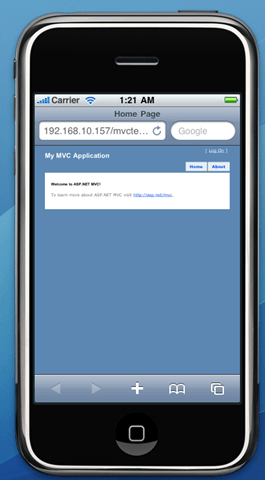 Carrier 1:21 AM
Home Page
192.168.10.157/mvcte... Google
[ Log On ]
My MVC Application
Home About
Welcome to ASP.NET MVC!
To learn more about ASP.NET MVC visit http://asp.net/mvc.